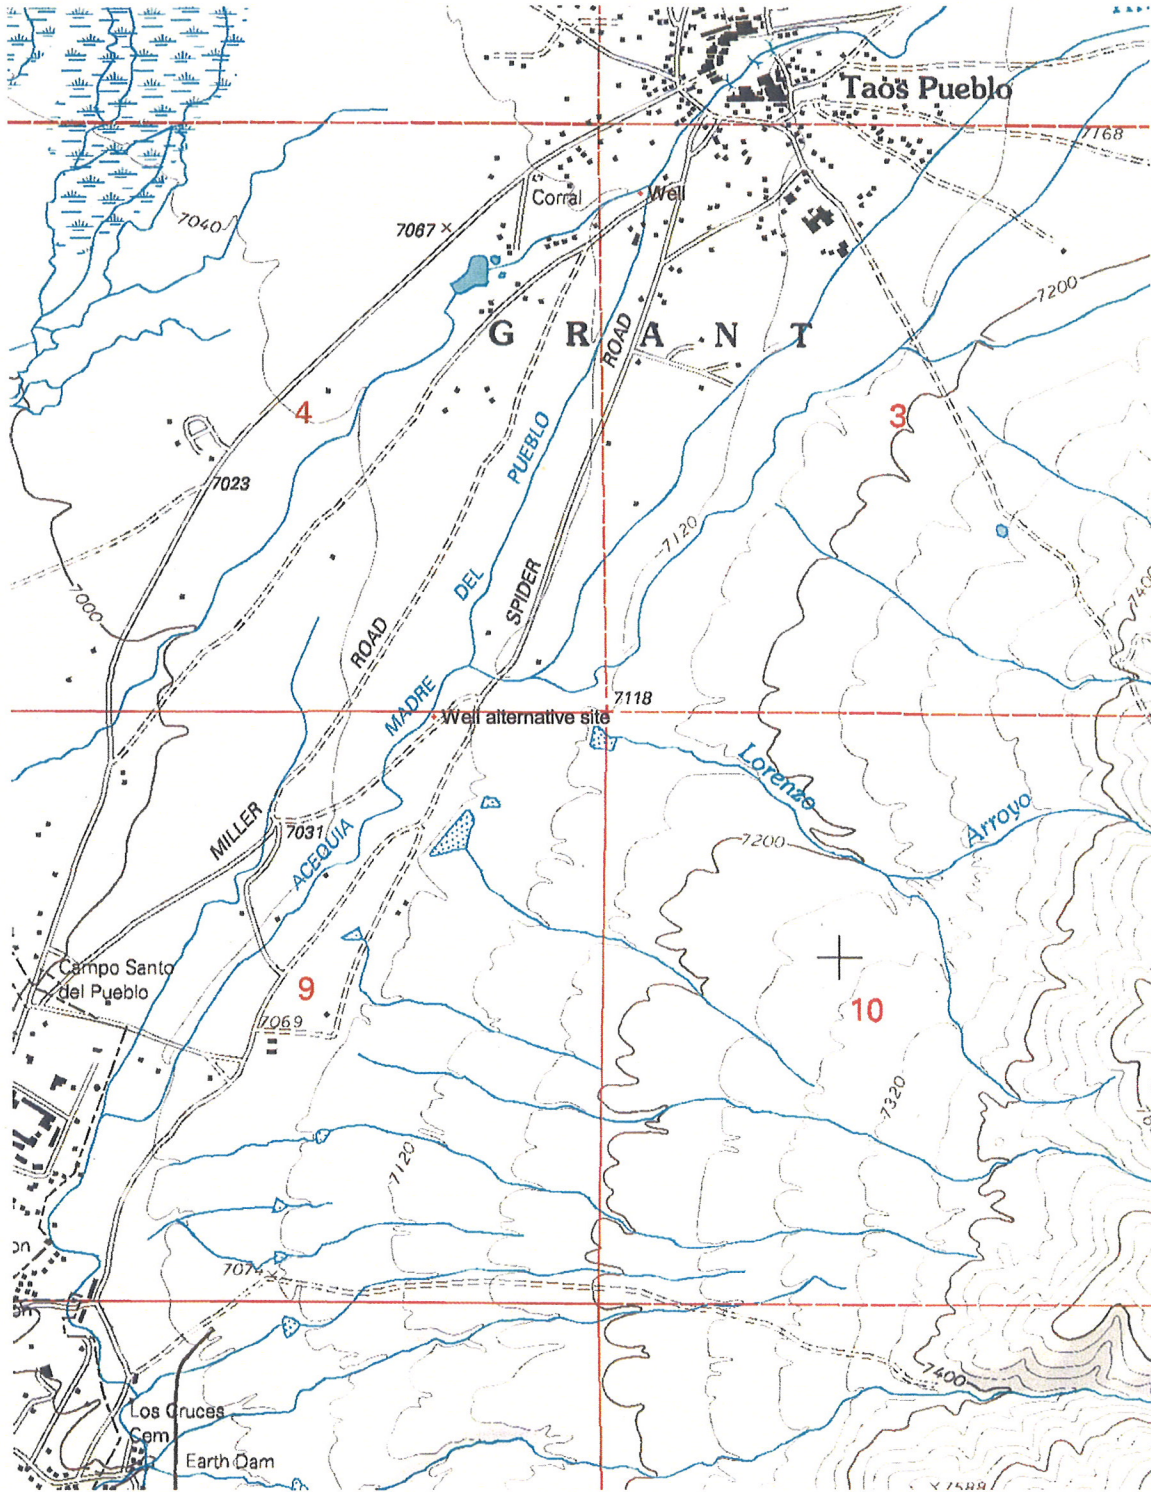 Taos Pueblo
7168
Corral
Well
7040
7067
7200
G R A N T
ROAD
4
3
PUEBLO
7023
7120
DEL
SPIDER
7000
ROAD
MADRE
7118
Well alternative site
Lorenzo
Arroyo
MILLER
7031
ACEQUIA
7200
Campo Santo
del Pueblo
9
10
7069
7320
7120
7074
7400
Los Cruces
Cem
Earth Dam